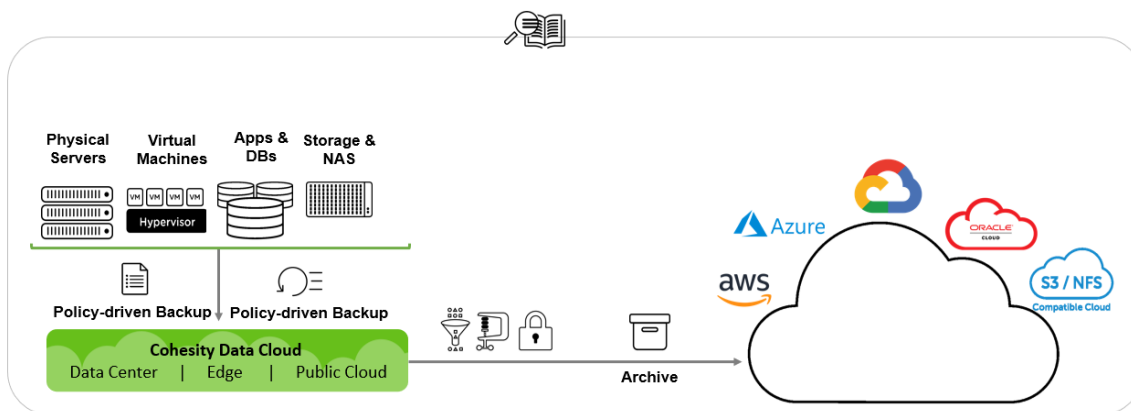 Physical
Servers
Virtual
Machines
Apps &
DBs
Storage &
NAS
VM VM VM VM
Hypervisor
Policy-driven Backup
Policy-driven Backup
Cohesity Data Cloud
Data Center | Edge | Public Cloud
Archive
aws
Azure
ORACLE
CLOUD
S3 / NFS
Compatible Cloud